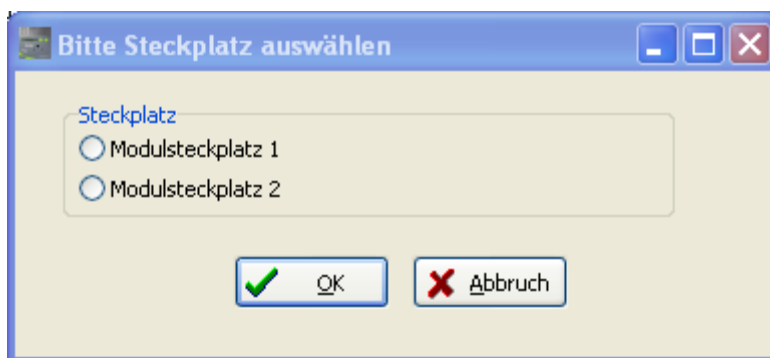 Bitte Steckplatz auswählen
Steckplatz
Modulsteckplatz 1
Modulsteckplatz 2
OK Abbruch